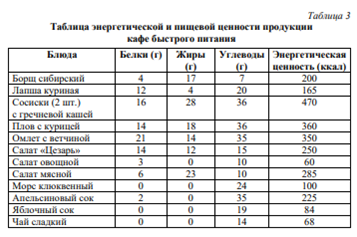 Таблица 3
Таблица энергетической и пищевой ценности продукции
кафе быстрого питания
Блюда Белки (г) Жиры (г) Углеводы (г) Энергетическая ценность (ккал)
Борщ сибирский 4 17 7 200
Лапша куриная 12 4 20 165
Сосиски (2 шт.) с гречневой кашей 16 28 36 470
Плов с курицей 14 18 36 360
Омлет с ветчиной 21 14 35 350
Салат «Цезарь» 14 12 15 250
Салат овощной 3 0 10 60
Салат мясной 6 23 10 285
Морс клюквенный 0 0 24 100
Апельсиновый сок 2 0 35 225
Яблочный сок 0 0 19 84
Чай сладкий 0 0 14 68